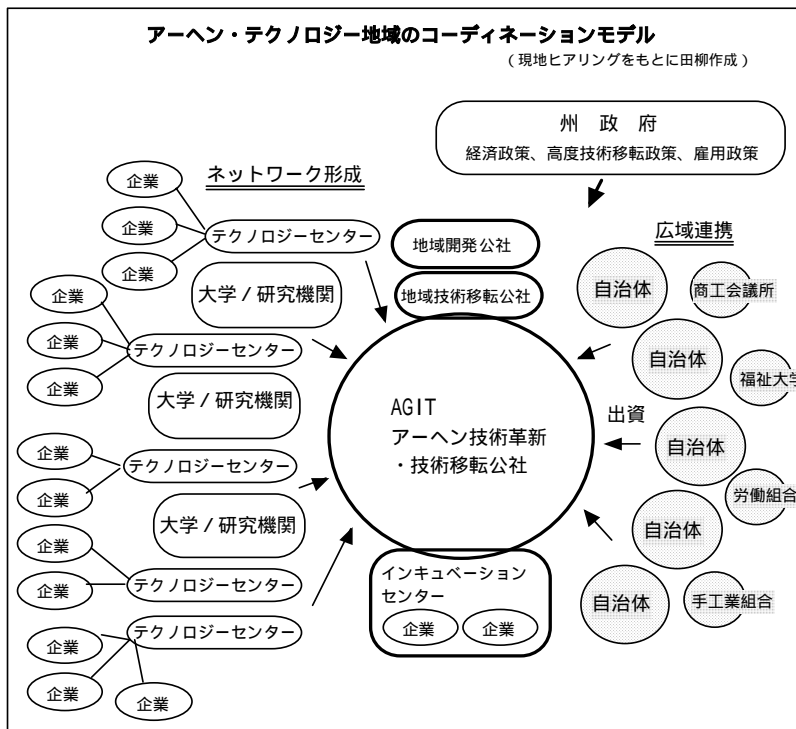 アーヘン・テクノロジー地域のコーディネーションモデル
（現地ヒアリングをもとに田柳作成）
州 政 府
経済政策、高度技術移転政策、雇用政策
ネットワーク形成
企業
企業
企業
テクノロジーセンター
大学／研究機関
企業
企業
企業
テクノロジーセンター
大学／研究機関
企業
企業
テクノロジーセンター
大学／研究機関
企業
企業
テクノロジーセンター
テクノロジーセンター
企業
企業
企業
地域開発公社
地域技術移転公社
AGIT
アーヘン技術革新
・技術移転公社
インキュベーション
センター
企業
企業
広域連携
自治体
商工会議所
自治体
福祉大学
出資
自治体
労働組合
自治体
自治体
手工業組合